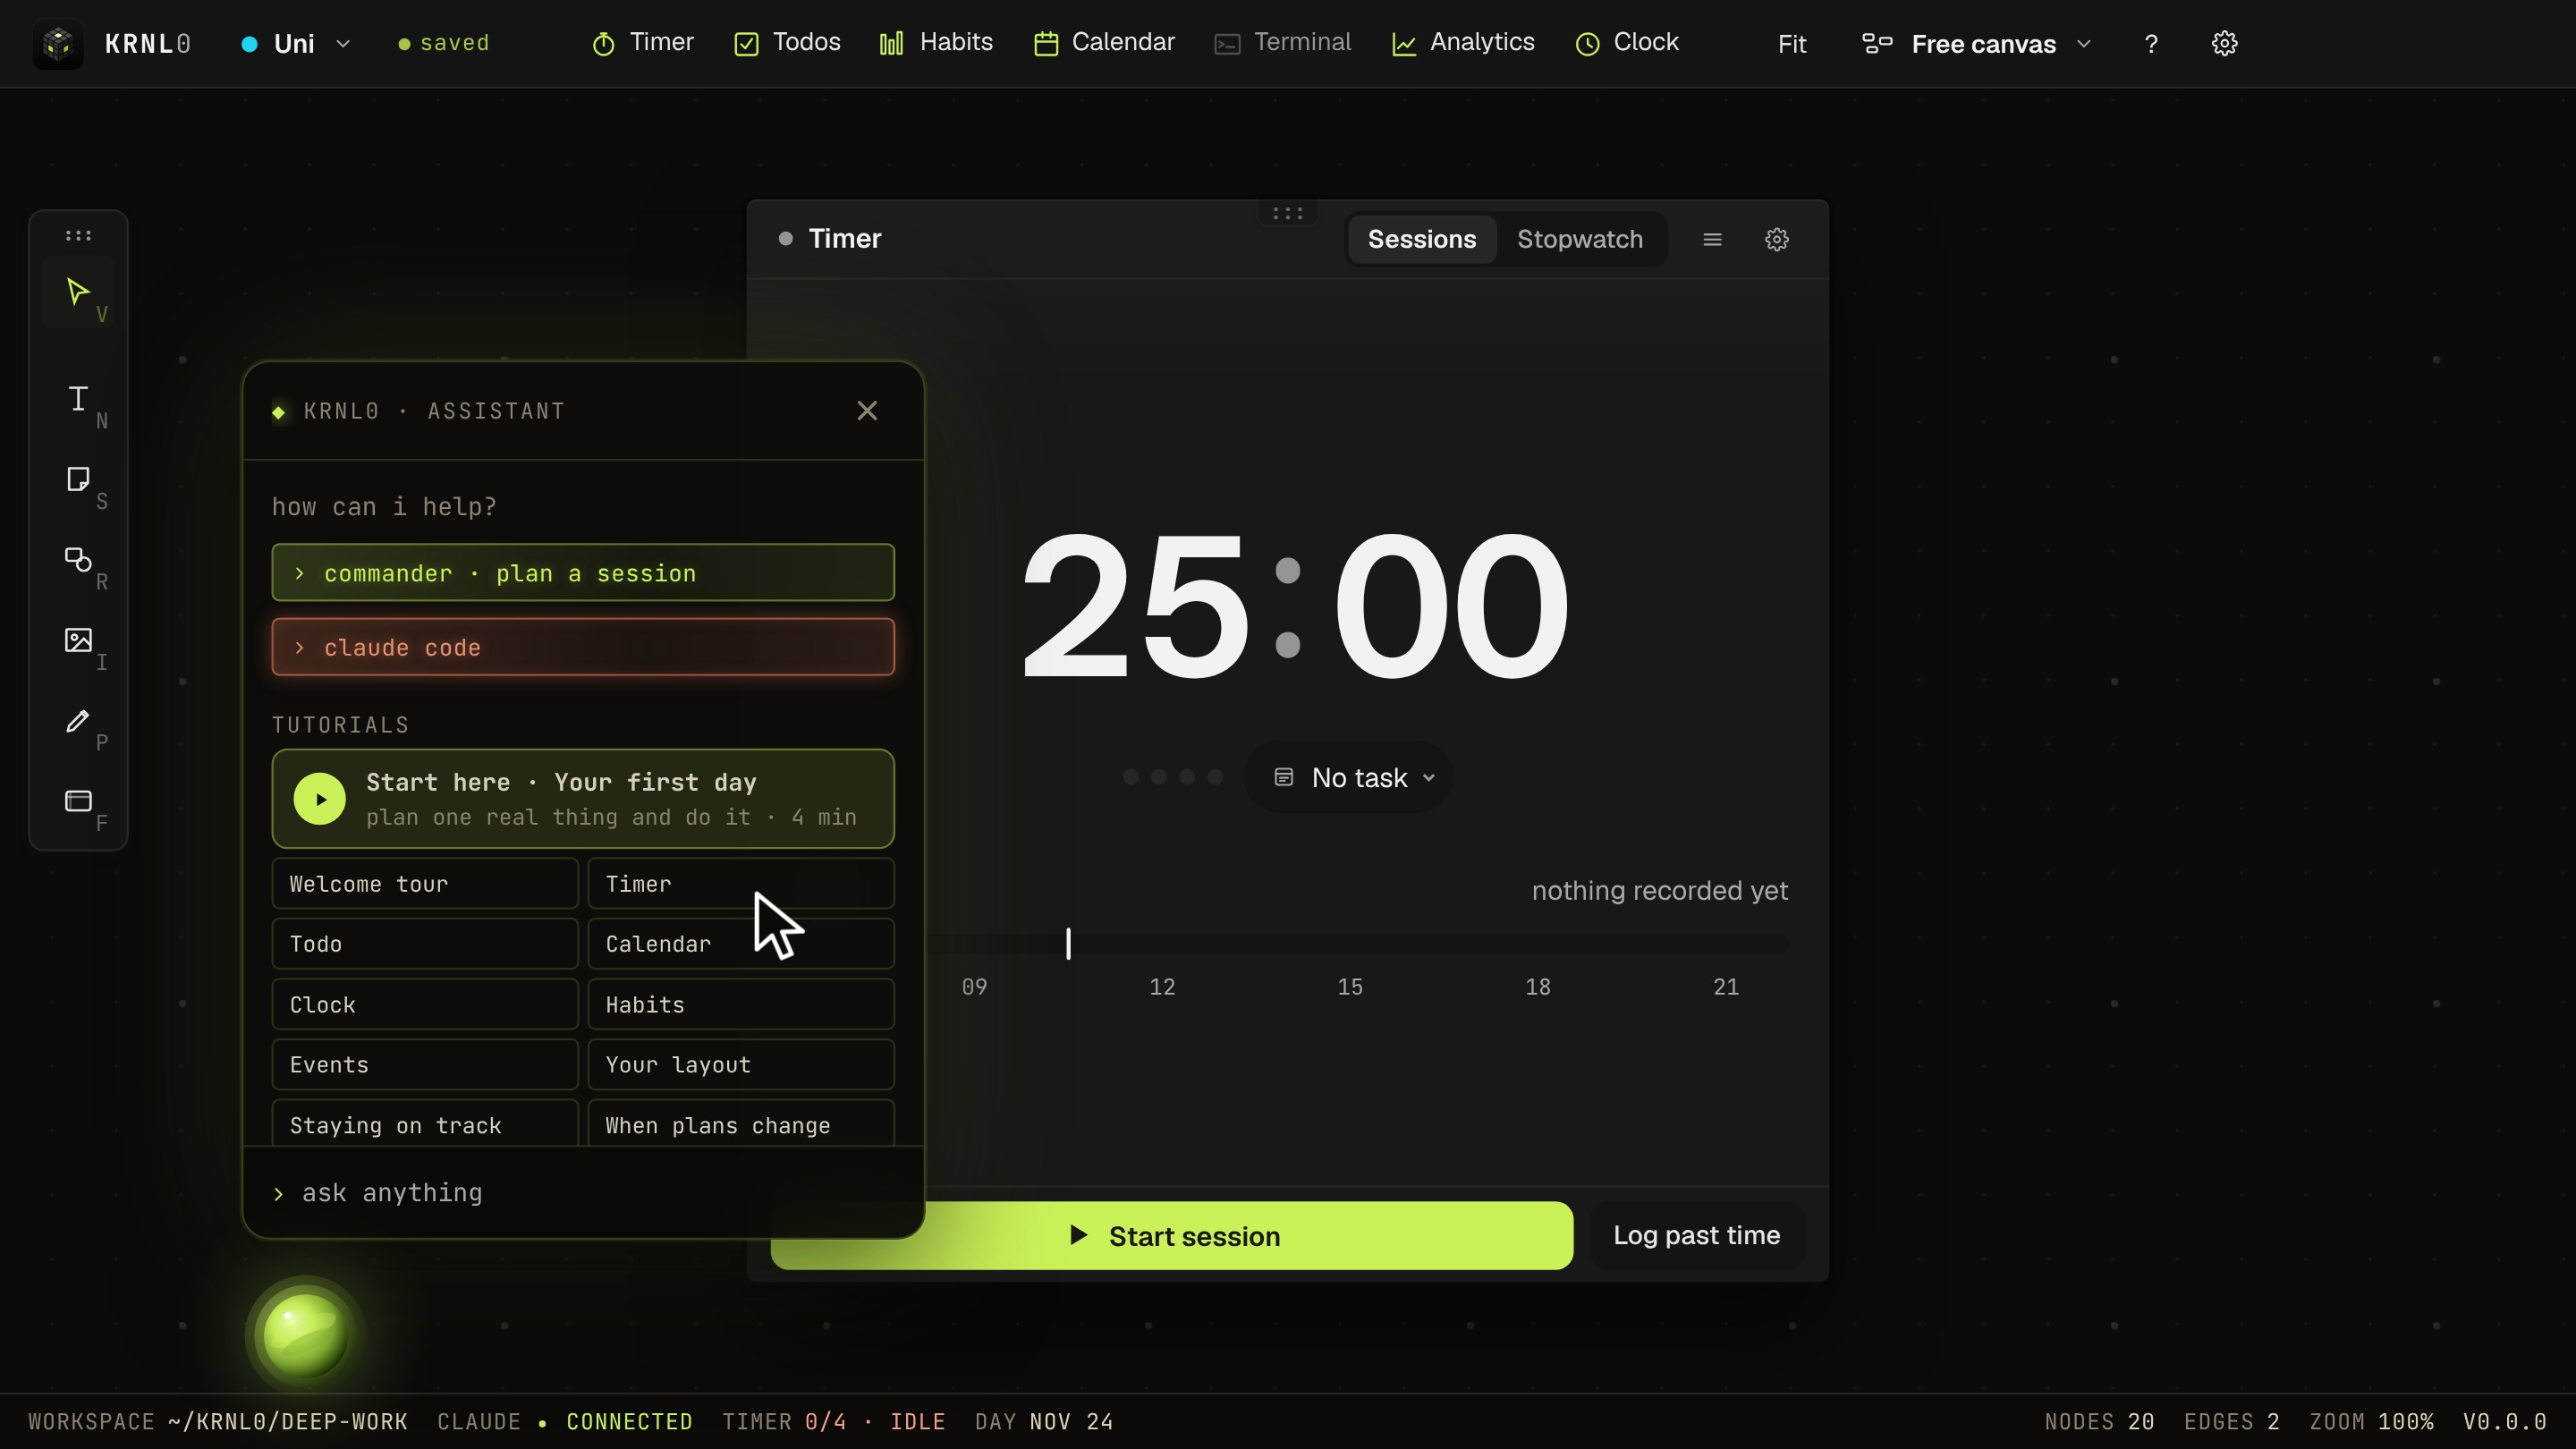 KRNL0 Uni saved Timer Todos Habits Calendar Terminal Analytics Clock Fit Free canvas ?
V
N
S
R
I
P
F
Timer Sessions Stopwatch
KRNL0 · ASSISTANT
how can i help?
› commander · plan a session
› claude code
TUTORIALS
Start here · Your first day
plan one real thing and do it · 4 min
Welcome tour Timer
Todo Calendar
Clock Habits
Events Your layout
Staying on track When plans change
› ask anything
25:00
No task
nothing recorded yet
09 12 15 18 21
Start session Log past time
WORKSPACE ~/KRNL0/DEEP-WORK CLAUDE • CONNECTED TIMER 0/4 · IDLE DAY NOV 24 NODES 20 EDGES 2 ZOOM 100% V0.0.0